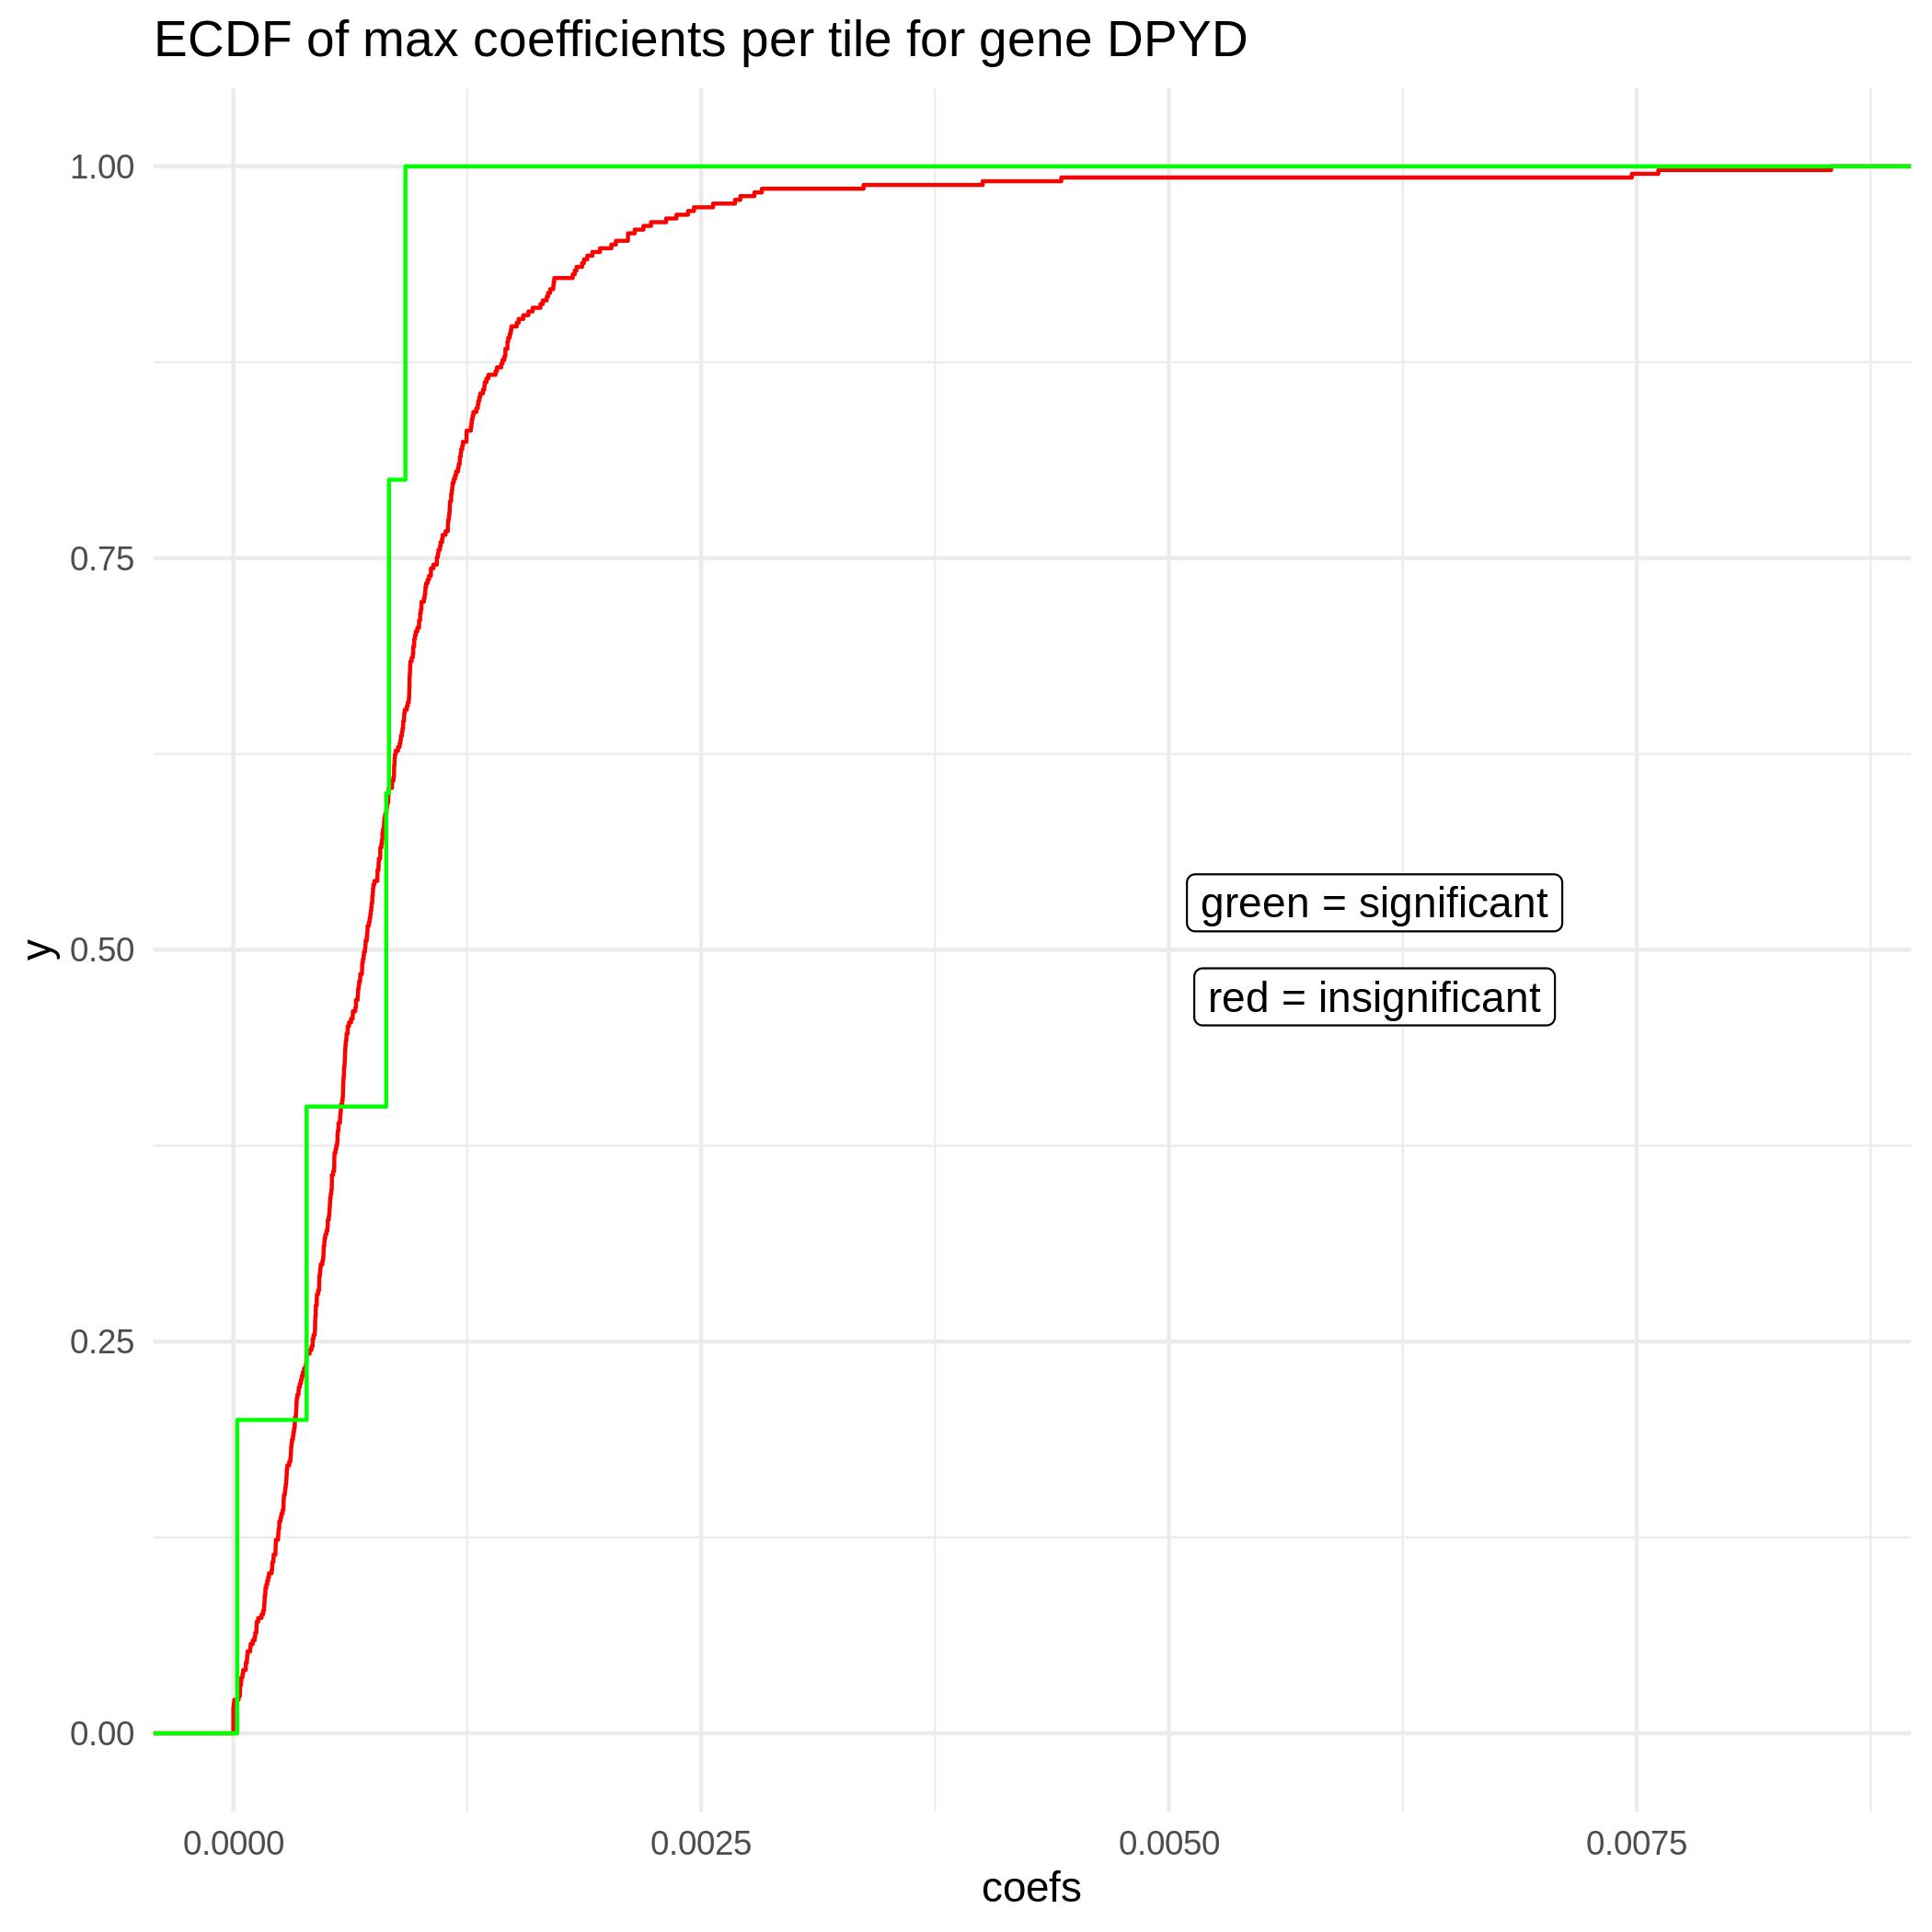 ECDF of max coefficients per tile for gene DPYD
1.00
0.75
0.50
0.25
0.00
y
green = significant
red = insignificant
0.0000 0.0025 0.0050 0.0075
coefs